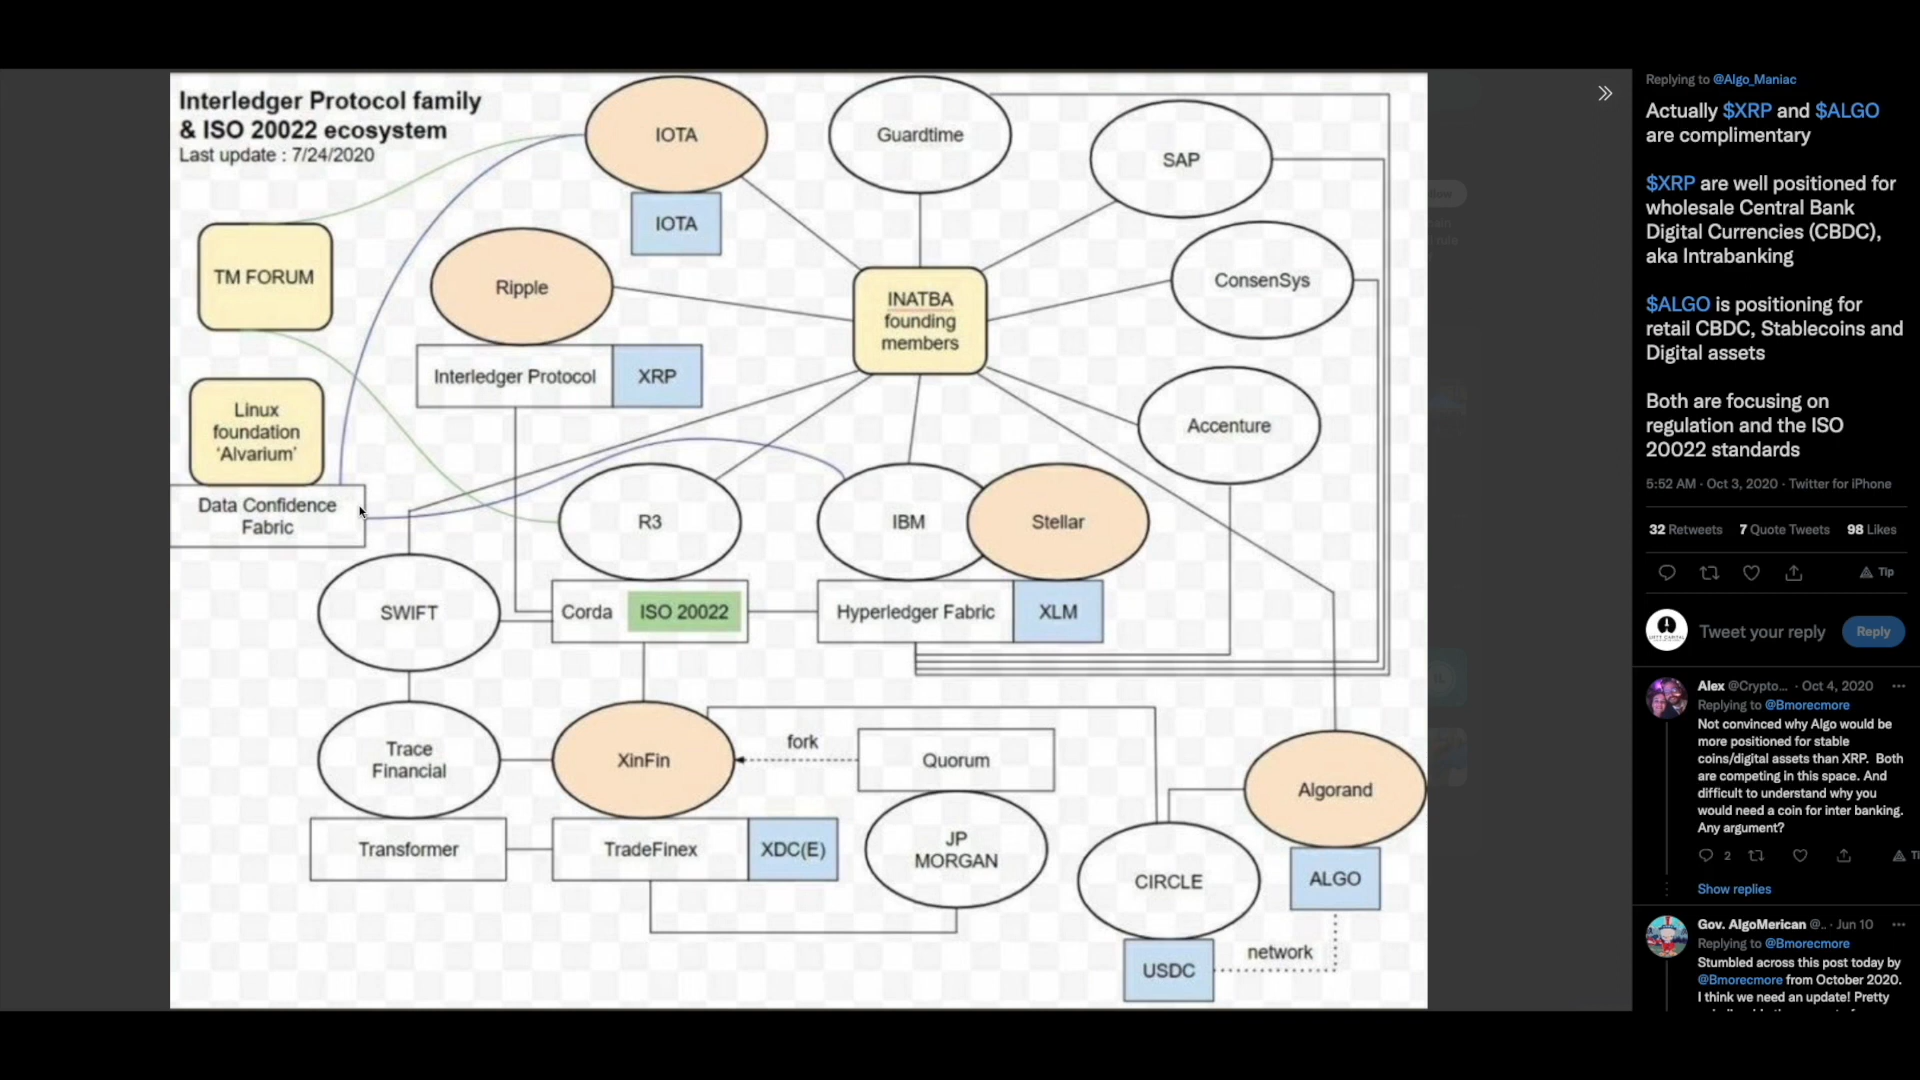 Interledger Protocol family
& ISO 20022 ecosystem
Last update : 7/24/2020
IOTA
IOTA
Guardtime
SAP
TM FORUM
Ripple
Interledger Protocol
XRP
INATBA
founding
members
ConsenSys
Accenture
Linux
foundation
'Alvarium'
Data Confidence
Fabric
R3
IBM
Stellar
SWIFT
Corda
ISO 20022
Hyperledger Fabric
XLM
Trace
Financial
XinFin
fork
Quorum
Algorand
Transformer
TradeFinex
XDC(E)
JP
MORGAN
CIRCLE
ALGO
USDC
network
Replying to @Algo_Maniac
Actually $XRP and $ALGO
are complimentary
$XRP are well positioned for
wholesale Central Bank
Digital Currencies (CBDC),
aka Intrabanking
$ALGO is positioning for
retail CBDC, Stablecoins and
Digital assets
Both are focusing on
regulation and the ISO
20022 standards
5:52 AM · Oct 3, 2020 · Twitter for iPhone
32 Retweets 7 Quote Tweets 98 Likes
Tip
Tweet your reply
Reply
Alex @Crypto... · Oct 4, 2020
Replying to @Bmorecmore
Not convinced why Algo would be
more positioned for stable
coins/digital assets than XRP. Both
are competing in this space. And
difficult to understand why you
would need a coin for inter banking.
Any argument?
2
Show replies
Gov. AlgoMerican @.. · Jun 10
Replying to @Bmorecmore
Stumbled across this post today by
@Bmorecmore from October 2020.
I think we need an update! Pretty